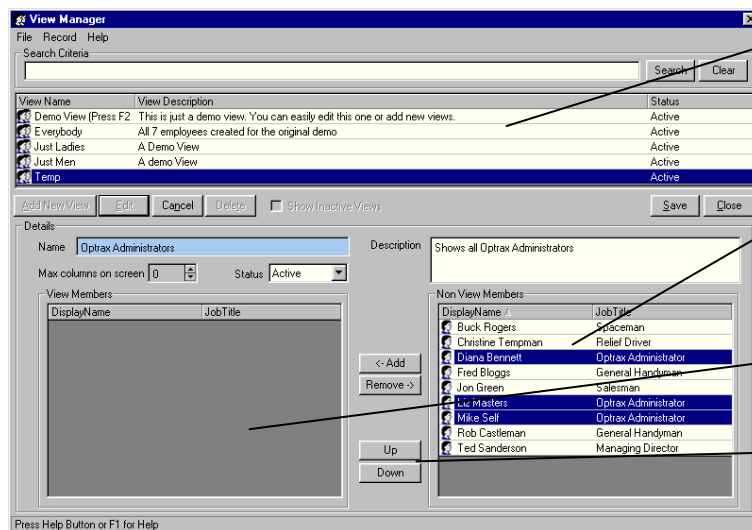 View Manager
File Record Help
Search Criteria
Search Clear
View Name View Description Status
Demo View (Press F2 This is just a demo view. You can easily edit this one or add new views. Active
Everybody All 7 employees created for the original demo Active
Just Ladies A Demo View Active
Just Men A demo View Active
Temp Active
Add New View Edit Cancel Delete Show Inactive Views Save Close
Details
Name Optrax Administrators Description Shows all Optrax Administrators
Max columns on screen 0 Status Active
View Members Non View Members
DisplayName JobTitle DisplayName JobTitle
Buck Rogers Spaceman
Christine Tempman Relief Driver
Diana Bennett Optrax Administrator
<- Add Fred Bloggs General Handyman
Remove -> Jon Green Salesman
Liz Masters Optrax Administrator
Mike Self Optrax Administrator
Rob Castleman General Handyman
Up Ted Sanderson Managing Director
Down
Press Help Button or F1 for Help